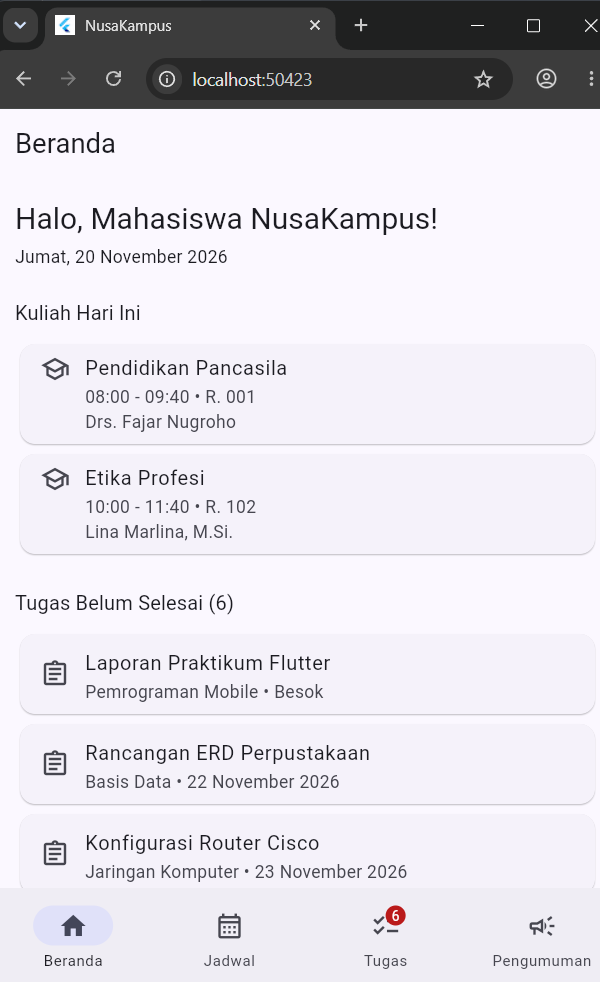 NusaKampus
localhost:50423
Beranda
Halo, Mahasiswa NusaKampus!
Jumat, 20 November 2026
Kuliah Hari Ini
Pendidikan Pancasila
08:00 - 09:40 • R. 001
Drs. Fajar Nugroho
Etika Profesi
10:00 - 11:40 • R. 102
Lina Marlina, M.Si.
Tugas Belum Selesai (6)
Laporan Praktikum Flutter
Pemrograman Mobile • Besok
Rancangan ERD Perpustakaan
Basis Data • 22 November 2026
Konfigurasi Router Cisco
Jaringan Komputer • 23 November 2026
6
Beranda Jadwal Tugas Pengumuman